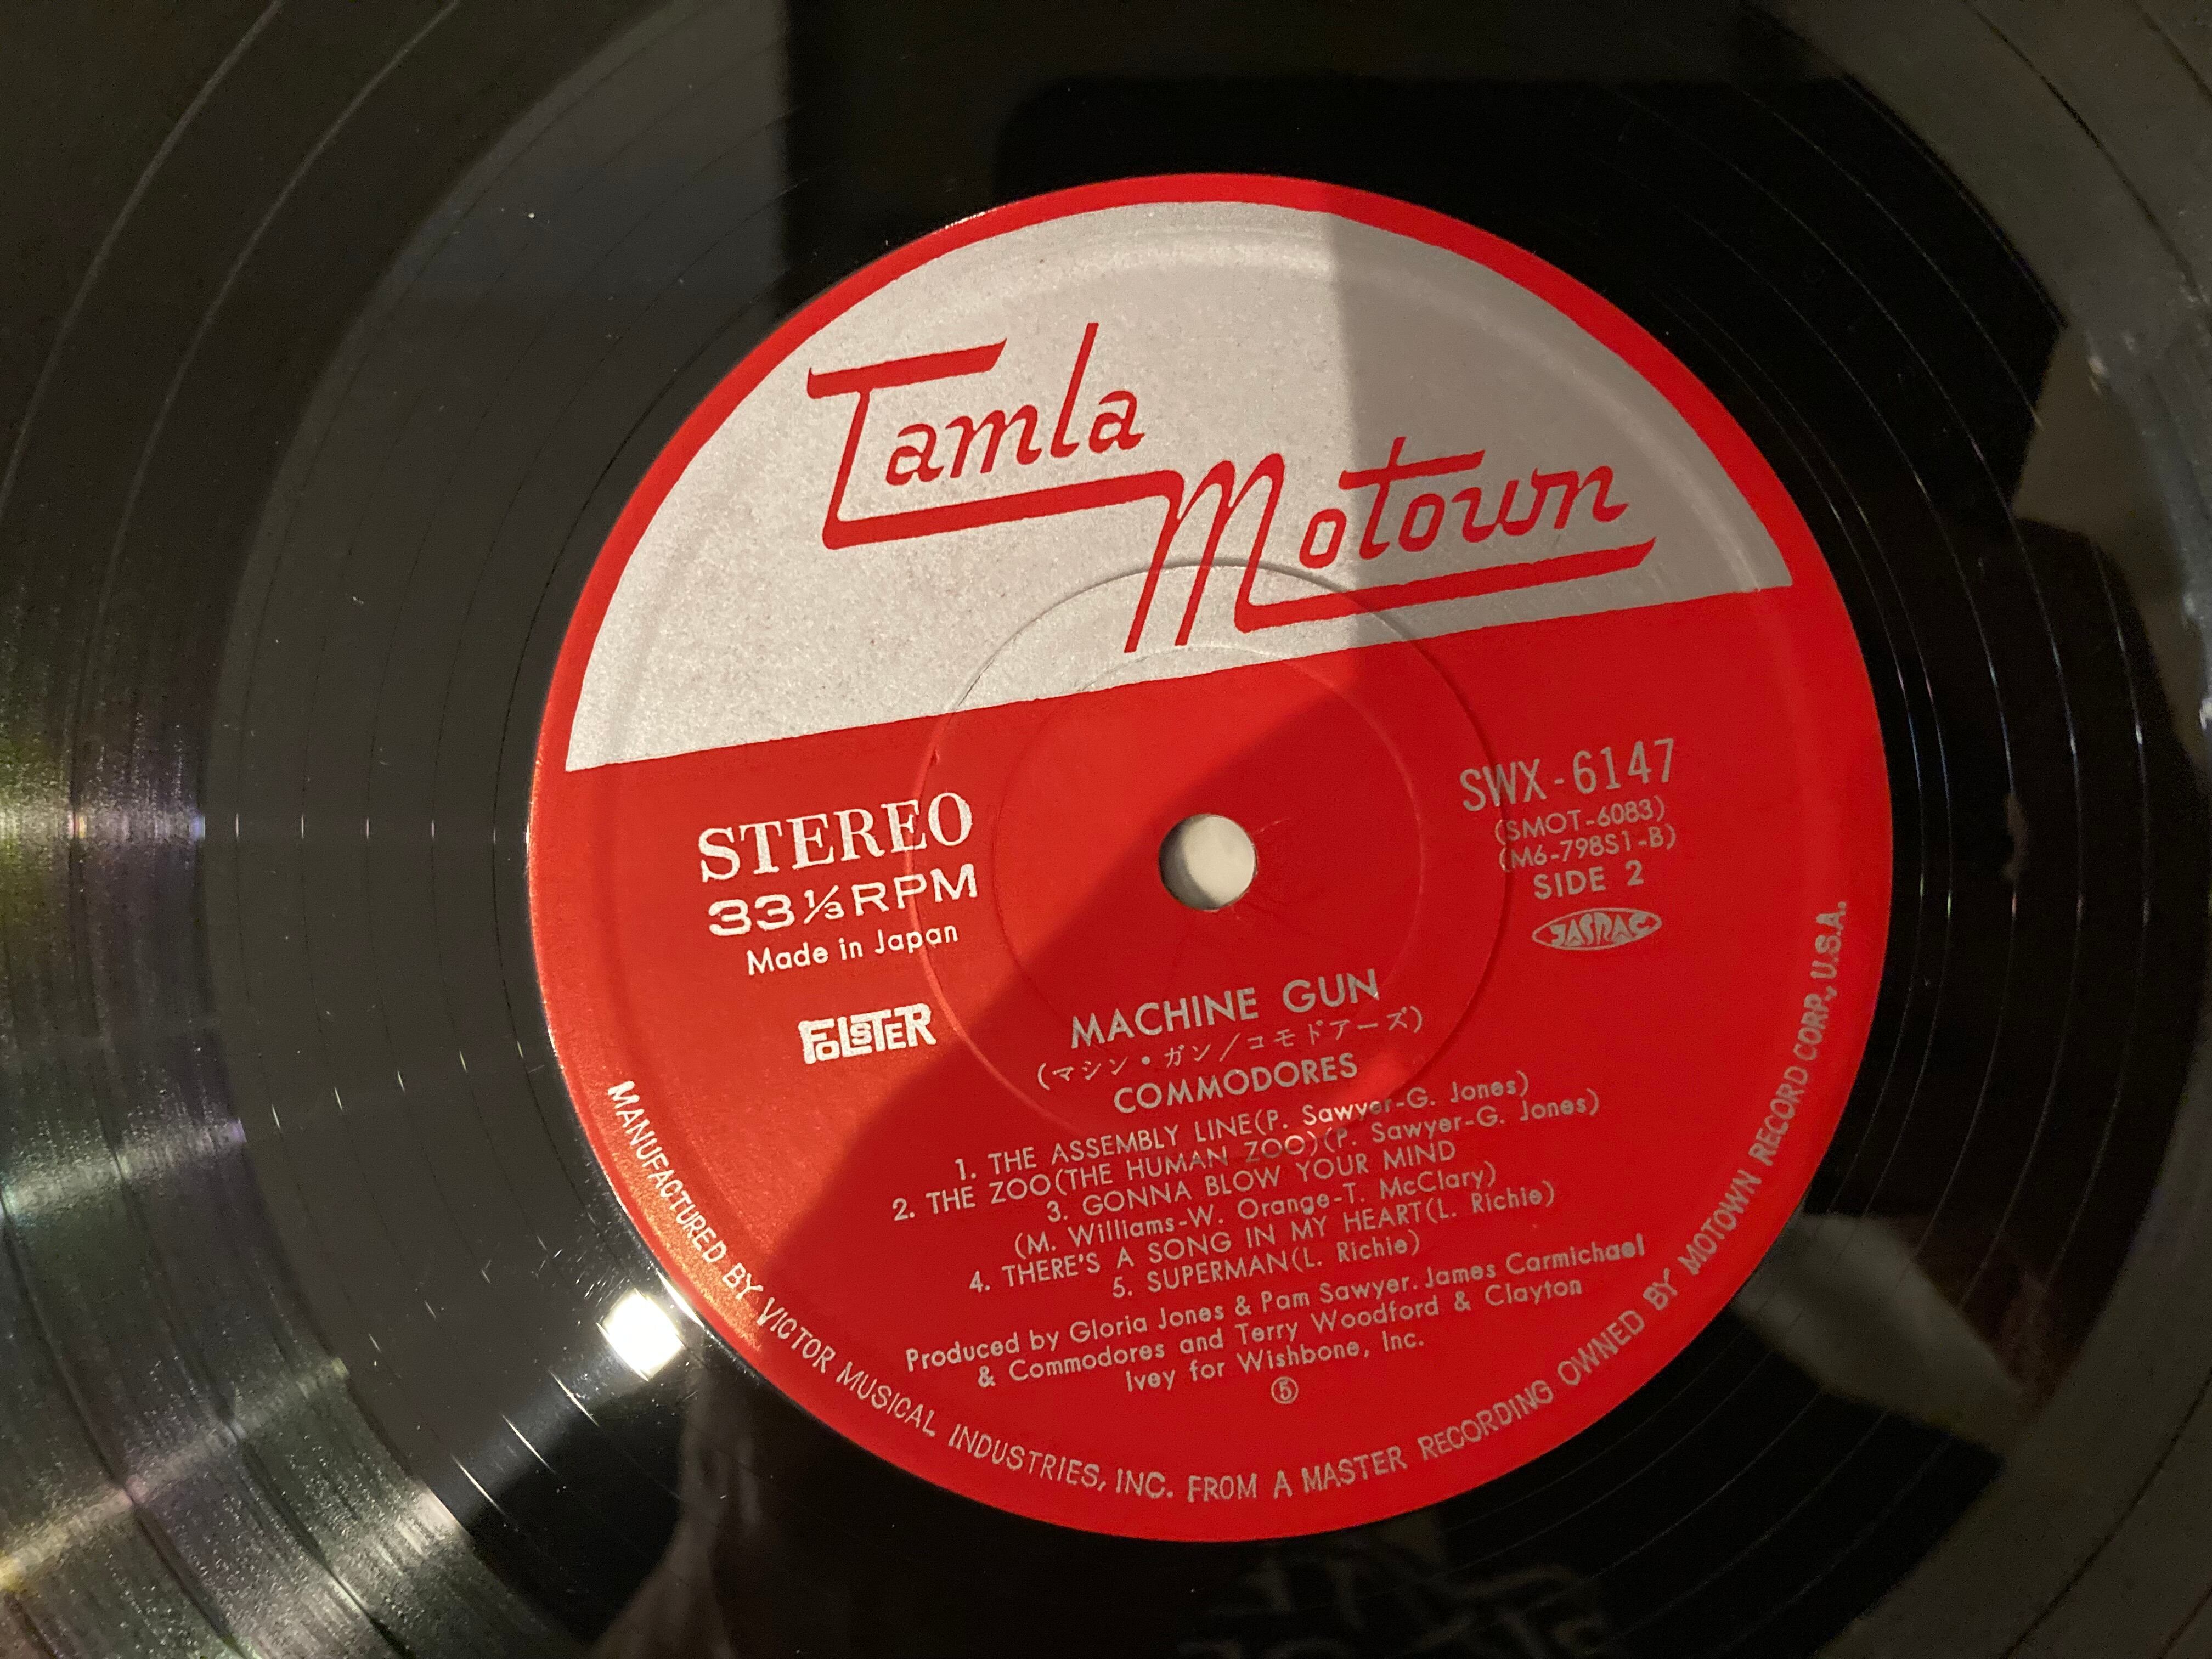 Tamla
Motown
STEREO
33⅓ RPM
Made in Japan
FOLSTER
SWX-6147
(SMOT-6083)
(M6-798S1-B)
SIDE 2
JASRAC
MACHINE GUN
(マシン・ガン/コモドアーズ)
COMMODORES
1. THE ASSEMBLY LINE(P. Sawyer-G. Jones)
2. THE ZOO(THE HUMAN ZOO)(P. Sawyer-G. Jones)
3. GONNA BLOW YOUR MIND
(M. Williams-W. Orange-T. McClary)
4. THERE'S A SONG IN MY HEART(L. Richie)
5. SUPERMAN(L. Richie)
Produced by Gloria Jones & Pam Sawyer. James Carmichael
& Commodores and Terry Woodford & Clayton
Ivey for Wishbone, Inc.
⑤
MANUFACTURED BY VICTOR MUSICAL INDUSTRIES, INC. FROM A MASTER RECORDING OWNED BY MOTOWN RECORD CORP., U.S.A.